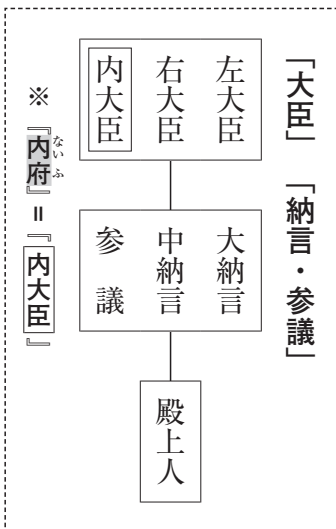 「大臣」「納言・参議」
左大臣
右大臣
内大臣
大納言
中納言
参議
殿上人
※『内府』=『内大臣』
ないふ